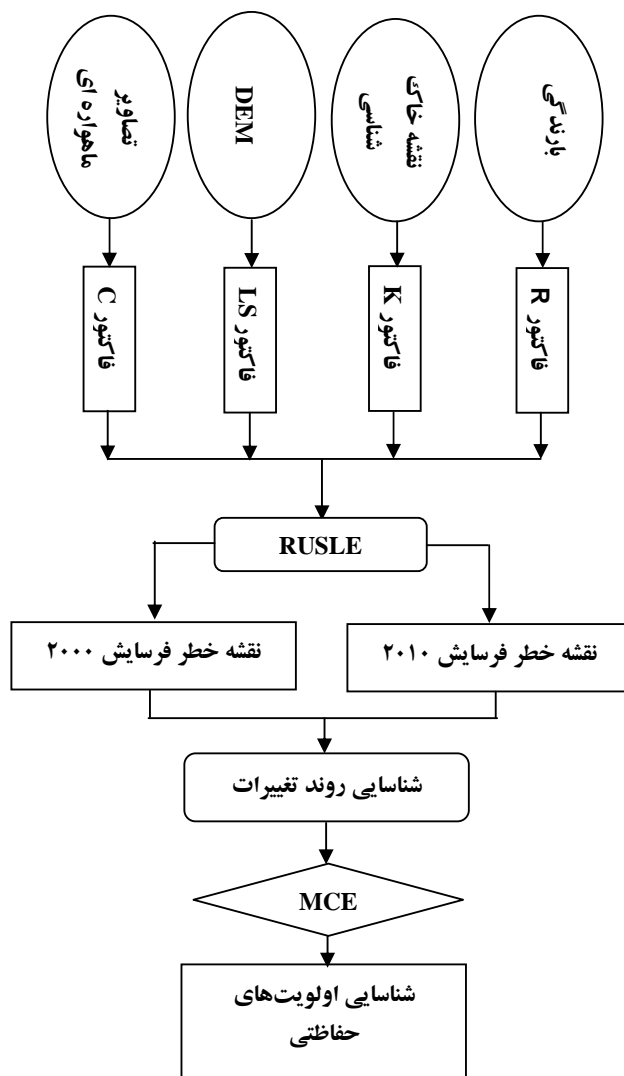 بارندگی
نقشه خاک
شناسی
DEM
تصاویر
ماهواره ای
فاکتور R
فاکتور K
فاکتور LS
فاکتور C
RUSLE
نقشه خطر فرسایش ۲۰۱۰
نقشه خطر فرسایش ۲۰۰۰
شناسایی روند تغییرات
MCE
شناسایی اولویت‌های
حفاظتی